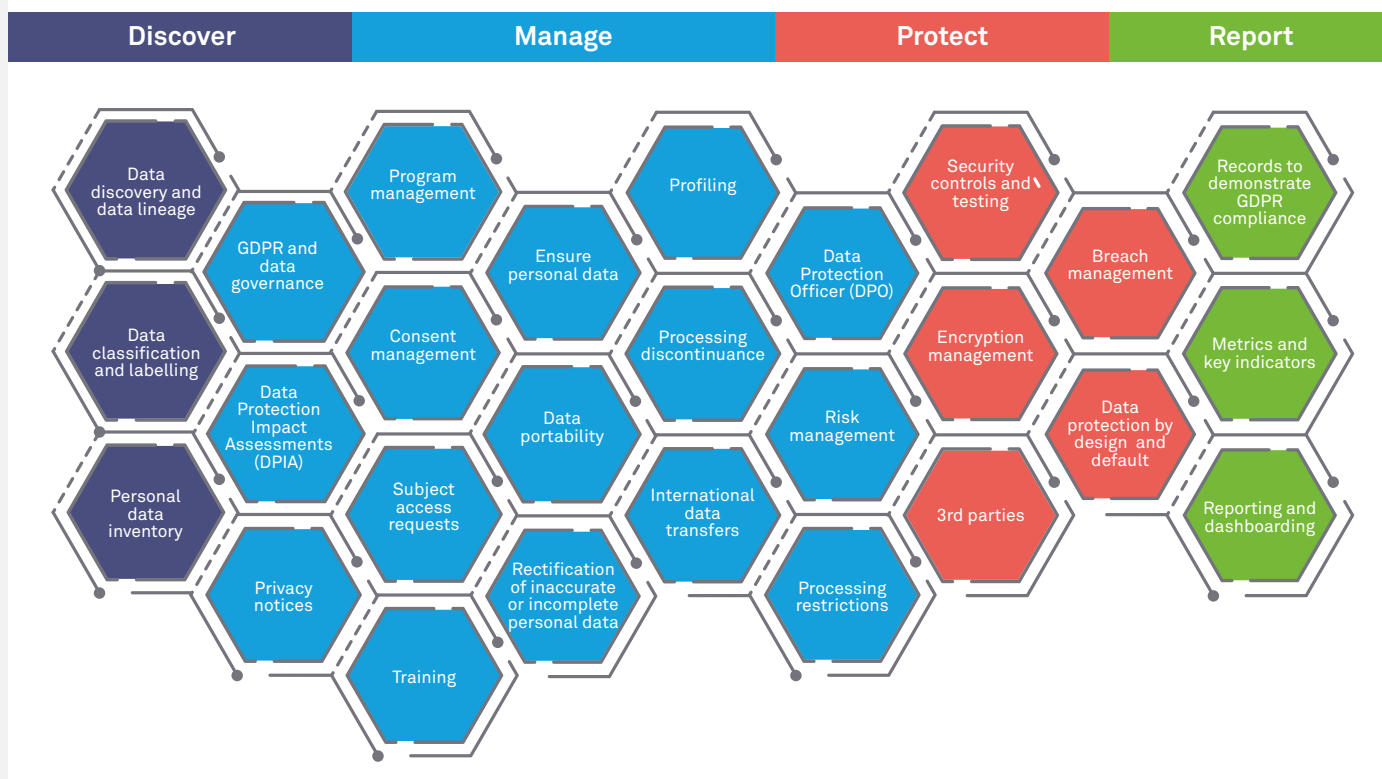 Discover
Manage
Protect
Report
Data
discovery and
data lineage
Data
classification
and labelling
Personal
data
inventory
GDPR and
data
governance
Data
Protection
Impact
Assessments
(DPIA)
Privacy
notices
Program
management
Consent
management
Subject
access
requests
Training
Ensure
personal data
Data
portability
Rectification
of inaccurate
or incomplete
personal data
Profiling
Processing
discontinuance
International
data
transfers
Data
Protection
Officer (DPO)
Risk
management
Processing
restrictions
Security
controls and
testing
Encryption
management
3rd parties
Breach
management
Data
protection by
design and
default
Records to
demonstrate
GDPR
compliance
Metrics and
key indicators
Reporting and
dashboarding